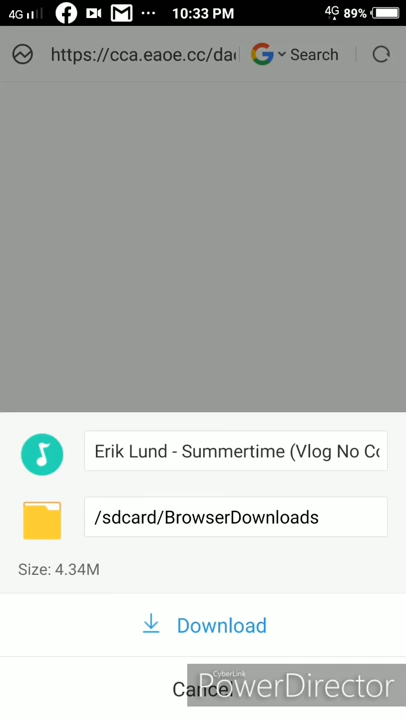 4G 10:33 PM 4G 89%
https://cca.eaoe.cc/da Search
Erik Lund - Summertime (Vlog No Co
/sdcard/BrowserDownloads
Size: 4.34M
Download
Cancel
CyberLink
PowerDirector